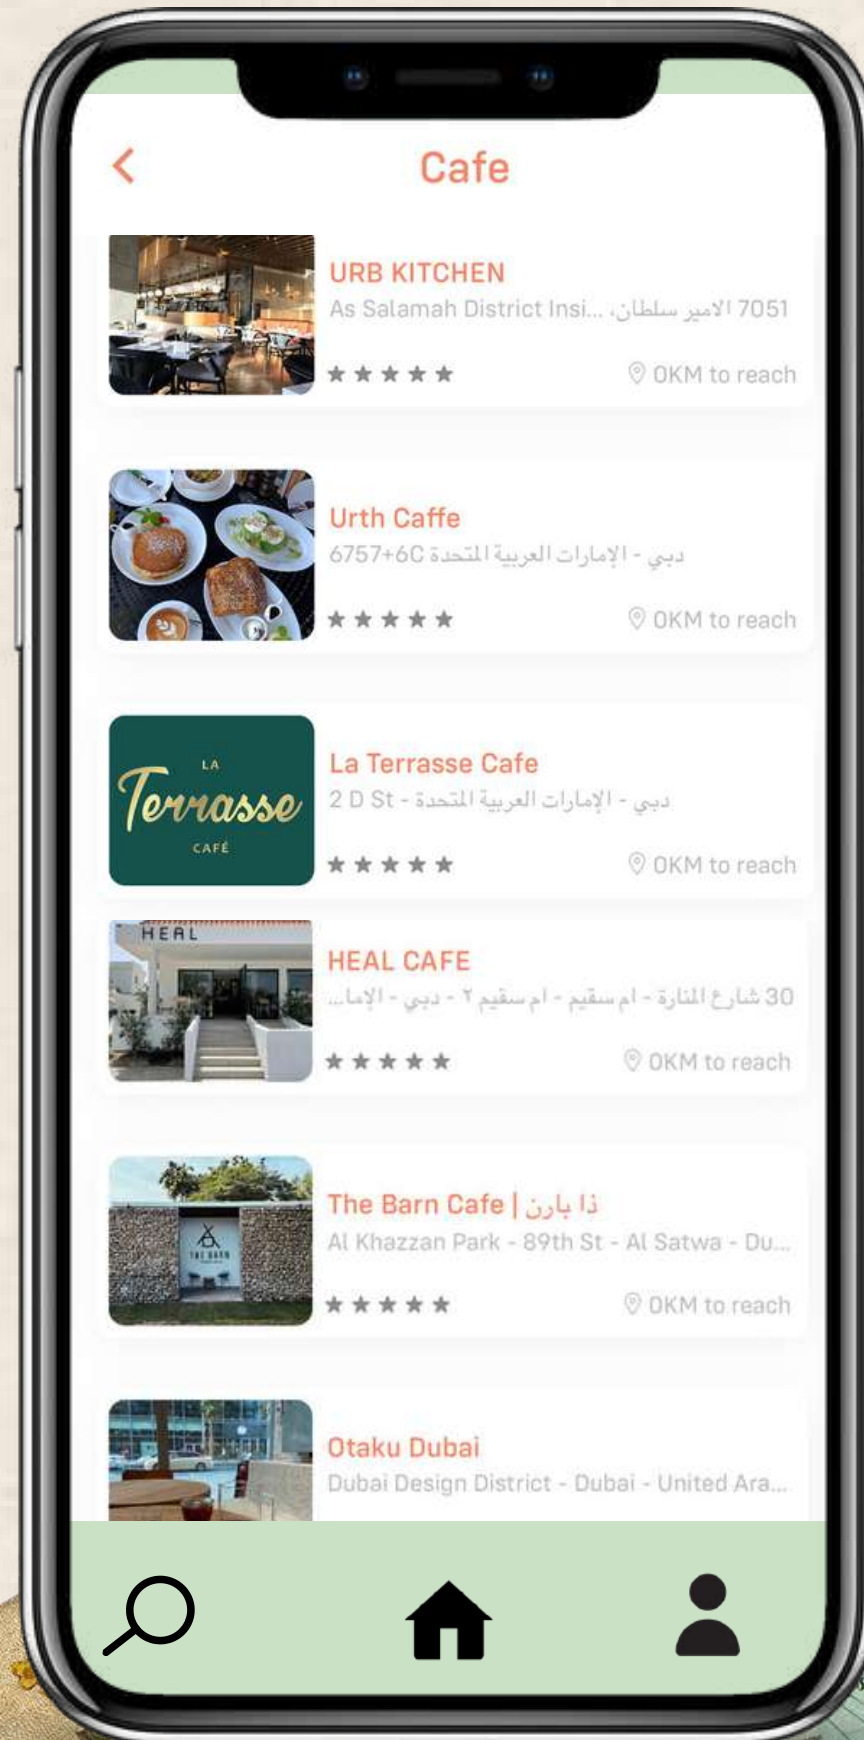 Cafe
URB KITCHEN
As Salamah District Insi... ،7051 الامير سلطان
★★★★★ 0KM to reach
Urth Caffe
6757+6C دبي - الإمارات العربية المتحدة
★★★★★ 0KM to reach
LA
Terrasse
CAFÉ
La Terrasse Cafe
2 D St - دبي - الإمارات العربية المتحدة
★★★★★ 0KM to reach
HEAL
HEAL CAFE
30 شارع المنارة - ام سقيم - ام سقيم ٢ - دبي - الإما...
★★★★★ 0KM to reach
THE BARN
The Barn Cafe | ذا بارن
Al Khazzan Park - 89th St - Al Satwa - Du...
★★★★★ 0KM to reach
Otaku Dubai
Dubai Design District - Dubai - United Ara...